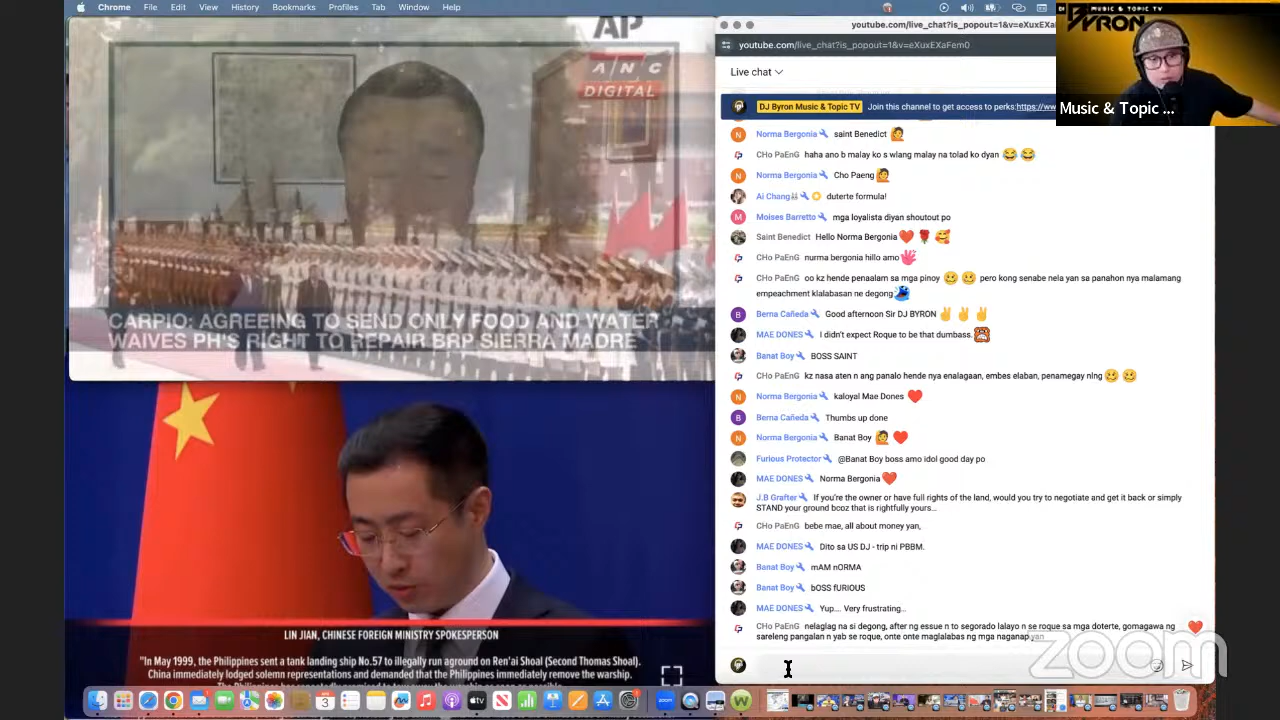 Chrome File Edit View History Bookmarks Profiles Tab Window Help
AP
ANC
DIGITAL
CARPIO: AGREEING TO SEND ONLY FOOD AND WATER
WAIVES PH'S RIGHT TO REPAIR BRP SIERRA MADRE
LIN JIAN, CHINESE FOREIGN MINISTRY SPOKESPERSON
"In May 1999, the Philippines sent a tank landing ship No.57 to illegally run aground on Ren'ai Shoal (Second Thomas Shoal).
China immediately lodged solemn representations and demanded that the Philippines immediately remove the warship.
youtube.com/live_chat?is_popout=1&v=eXuxEXaF
youtube.com/live_chat?is_popout=1&v=eXuxEXaFem0
Live chat
DJ Byron Music & Topic TV Join this channel to get access to perks:https://ww
Norma Bergonia saint Benedict 🙋
CHo PaEnG haha ano b malay ko s wlang malay na tolad ko dyan 😂 😂
Norma Bergonia Cho Paeng 🙋
Ai Chang duterte formula!
Moises Barretto mga loyalista diyan shoutout po
Saint Benedict Hello Norma Bergonia ❤️ 🌹 🥰
CHo PaEnG nurma bergonia hillo amo
CHo PaEnG oo kz hende penaalam sa mga pinoy 🥴 🥴 pero kong senabe nela yan sa panahon nya malamang
empeachment klalabasan ne degong
Berna Cañeda Good afternoon Sir DJ BYRON ✌️ ✌️ ✌️
MAE DONES I didn't expect Roque to be that dumbass.
Banat Boy BOSS SAINT
CHo PaEnG kz nasa aten n ang panalo hende nya enalagaan, embes elaban, penamegay nlng 🥴 🥴
Norma Bergonia kaloyal Mae Dones ❤️
Berna Cañeda Thumbs up done
Norma Bergonia Banat Boy 🙋 ❤️
Furious Protector @Banat Boy boss amo idol good day po
MAE DONES Norma Bergonia ❤️
J.B Grafter If you're the owner or have full rights of the land, would you try to negotiate and get it back or simply
STAND your ground bcoz that is rightfully yours...
CHo PaEnG bebe mae, all about money yan,
MAE DONES Dito sa US DJ - trip ni PBBM.
Banat Boy mAM nORMA
Banat Boy bOSS fURIOUS
MAE DONES Yup.... Very frustrating...
CHo PaEnG nelaglag na si degong, after ng essue n to segorado lalayo n se roque sa mga doterte, gomagawa ng
sareleng pangalan n yab se roque, onte onte maglalabas ng mga naganap yan
MUSIC & TOPIC TV
BYRON
Music & Topic ...
zoom